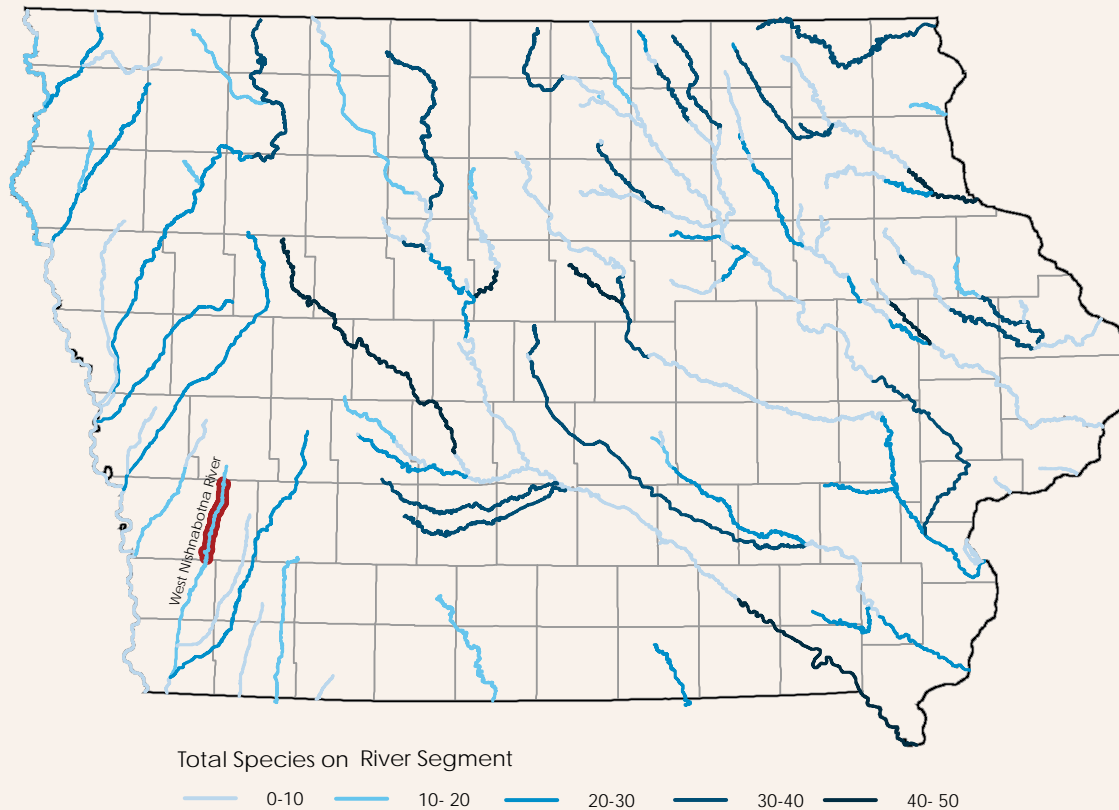 West Nishnabotna River
Total Species on River Segment
0-10 10- 20 20-30 30-40 40-50